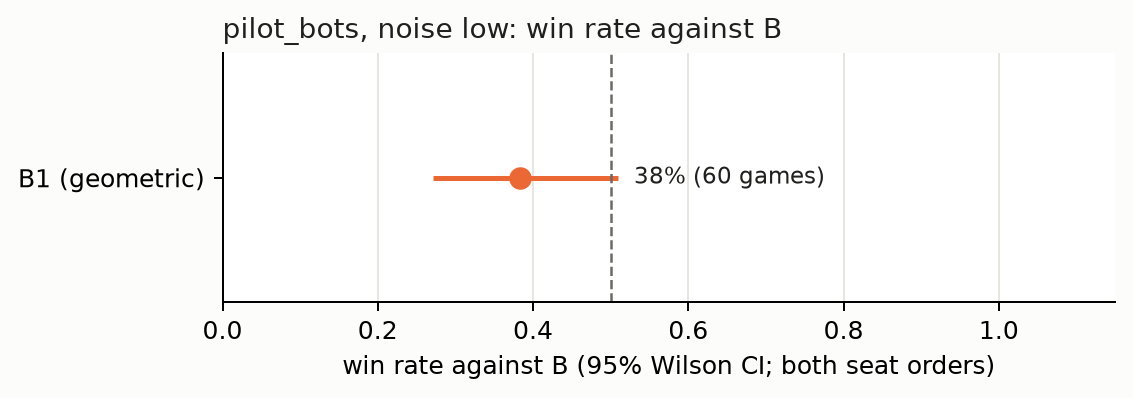 pilot_bots, noise low: win rate against B
B1 (geometric)
38% (60 games)
0.0 0.2 0.4 0.6 0.8 1.0
win rate against B (95% Wilson CI; both seat orders)